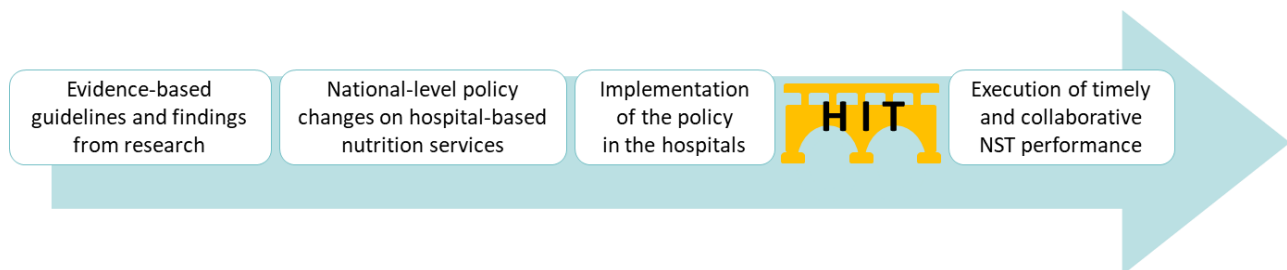 Evidence-based
guidelines and findings
from research
National-level policy
changes on hospital-based
nutrition services
Implementation
of the policy
in the hospitals
HIT
Execution of timely
and collaborative
NST performance